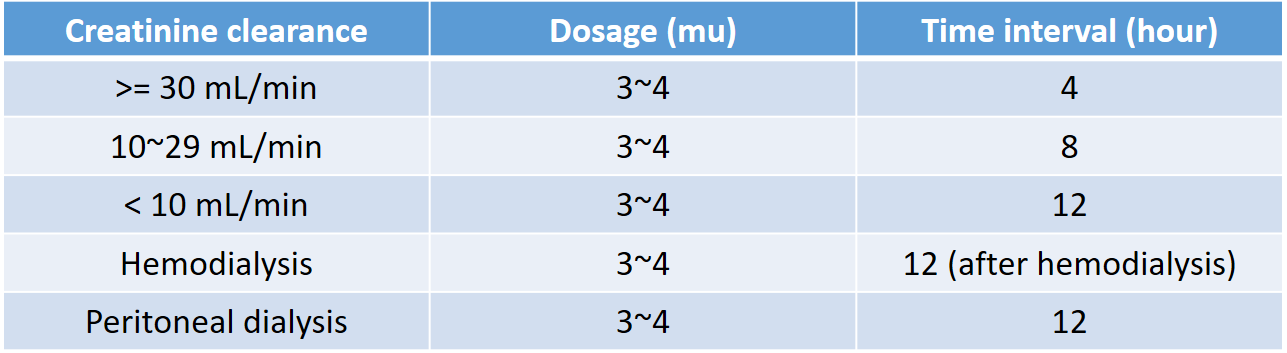 Creatinine clearance Dosage (mu) Time interval (hour)
>= 30 mL/min 3~4 4
10~29 mL/min 3~4 8
< 10 mL/min 3~4 12
Hemodialysis 3~4 12 (after hemodialysis)
Peritoneal dialysis 3~4 12